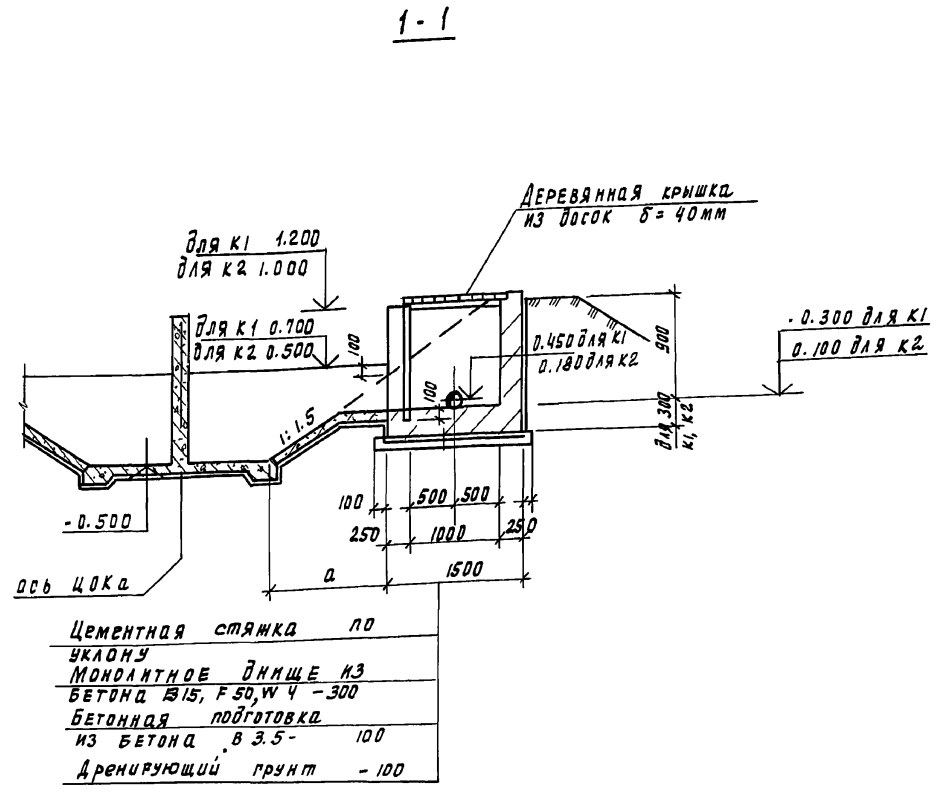 1-1
Деревянная крышка
из досок δ= 40мм
для К1 1.200
для К2 1.000
для К1 0.700
для К2 0.500
100
0.450 для К1
0.180 для К2
100
900
- 0.300 для К1
0.100 для К2
для 300
К1, К2
1:1.5
-0.500
ось ЦОКа
100
500
500
250
1000
250
а
1500
Цементная стяжка по
уклону
Монолитное днище из
бетона В15, F50, W4 -300
Бетонная подготовка
из бетона В 3.5- 100
Дренирующий грунт - 100